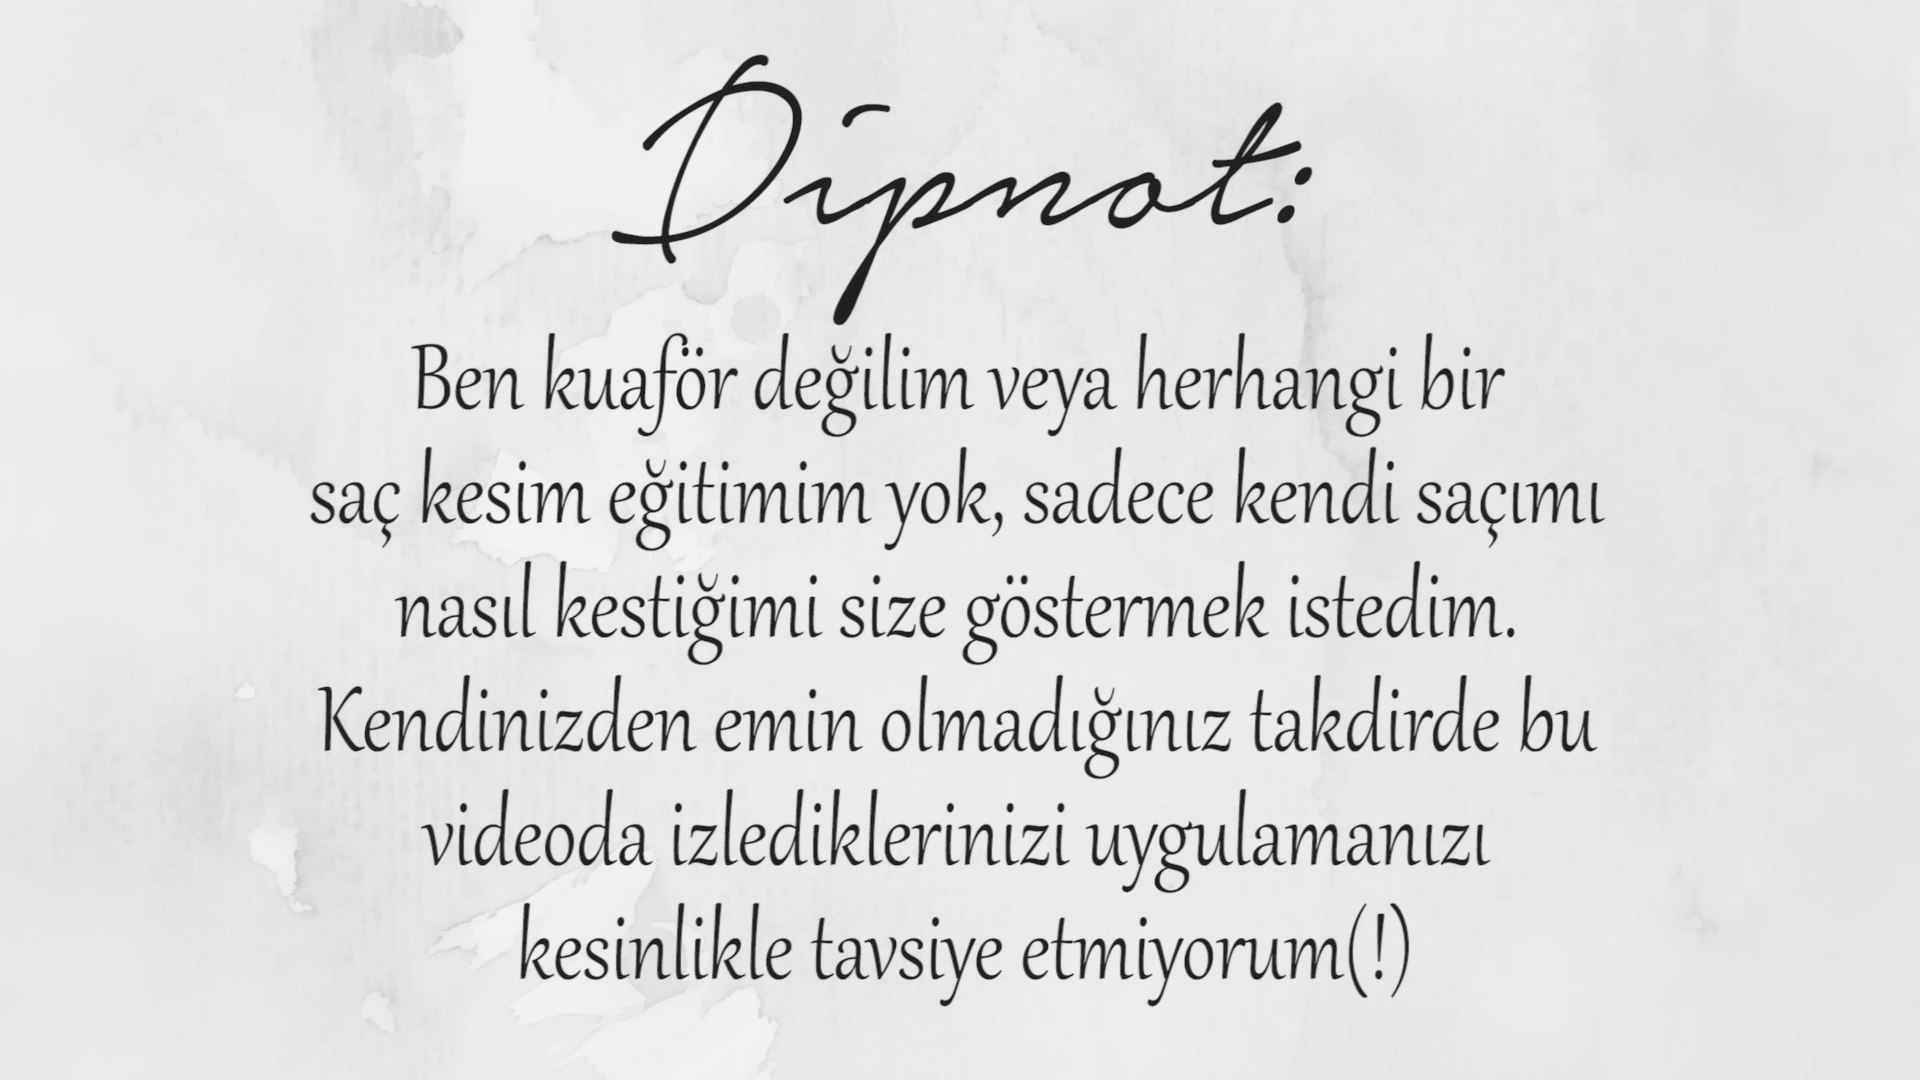 Dipnot:
Ben kuaför değilim veya herhangi bir
saç kesim eğitimim yok, sadece kendi saçımı
nasıl kestiğimi size göstermek istedim.
Kendinizden emin olmadığınız takdirde bu
videoda izlediklerinizi uygulamanızı
kesinlikle tavsiye etmiyorum(!)